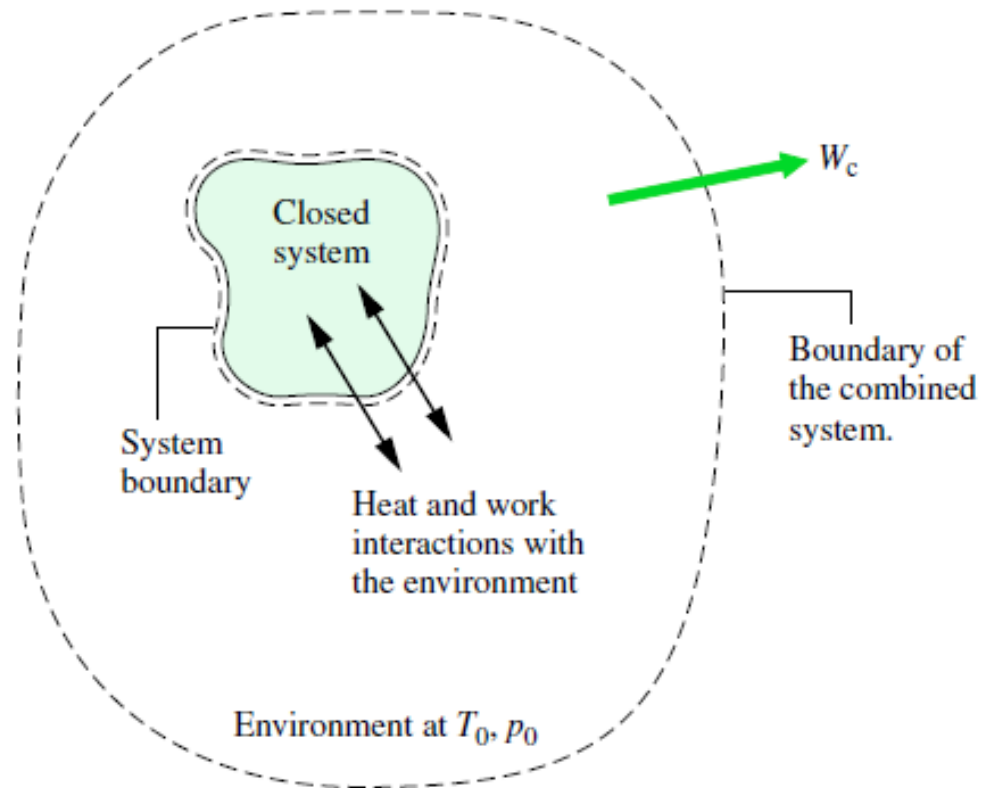 Closed
system
W_c
Boundary of
the combined
system.
System
boundary
Heat and work
interactions with
the environment
Environment at T_0, p_0